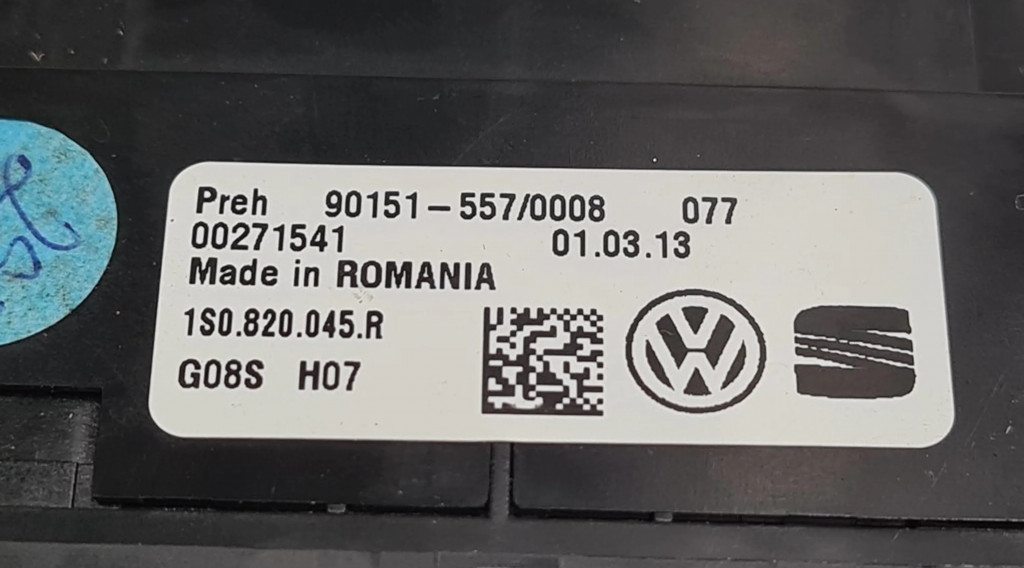 Preh 90151-557/0008 077
00271541 01.03.13
Made in ROMANIA
1S0.820.045.R
G08S H07